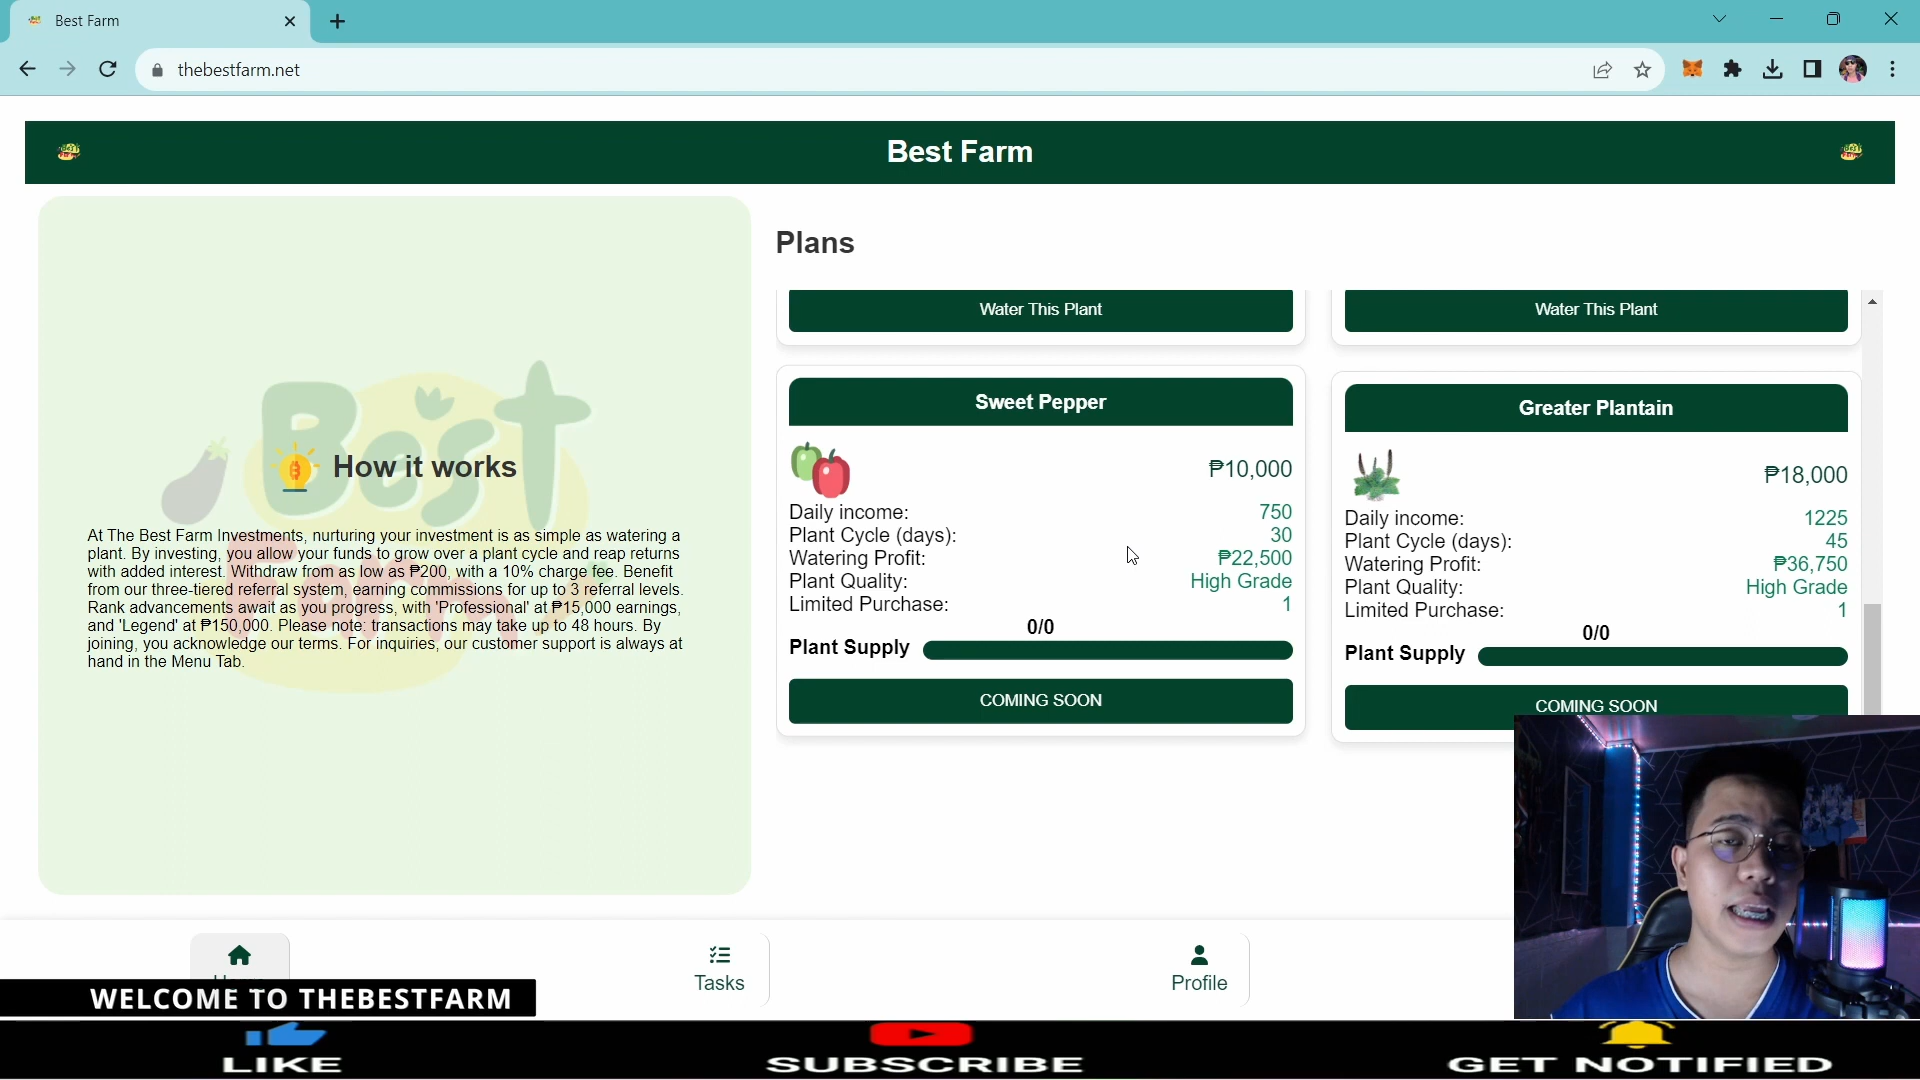 Best Farm
thebestfarm.net
Best Farm
Plans
Water This Plant
Water This Plant
Best
Farm
How it works
At The Best Farm Investments, nurturing your investment is as simple as watering a
plant. By investing, you allow your funds to grow over a plant cycle and reap returns
with added interest. Withdraw from as low as ₱200, with a 10% charge fee. Benefit
from our three-tiered referral system, earning commissions for up to 3 referral levels.
Rank advancements await as you progress, with 'Professional' at ₱15,000 earnings,
and 'Legend' at ₱150,000. Please note: transactions may take up to 48 hours. By
joining, you acknowledge our terms. For inquiries, our customer support is always at
hand in the Menu Tab.
Sweet Pepper
₱10,000
Daily income: 750
Plant Cycle (days): 30
Watering Profit: ₱22,500
Plant Quality: High Grade
Limited Purchase: 1
0/0
Plant Supply
COMING SOON
Greater Plantain
₱18,000
Daily income: 1225
Plant Cycle (days): 45
Watering Profit: ₱36,750
Plant Quality: High Grade
Limited Purchase: 1
0/0
Plant Supply
COMING SOON
Tasks
Profile
WELCOME TO THEBESTFARM
LIKE
SUBSCRIBE
GET NOTIFIED